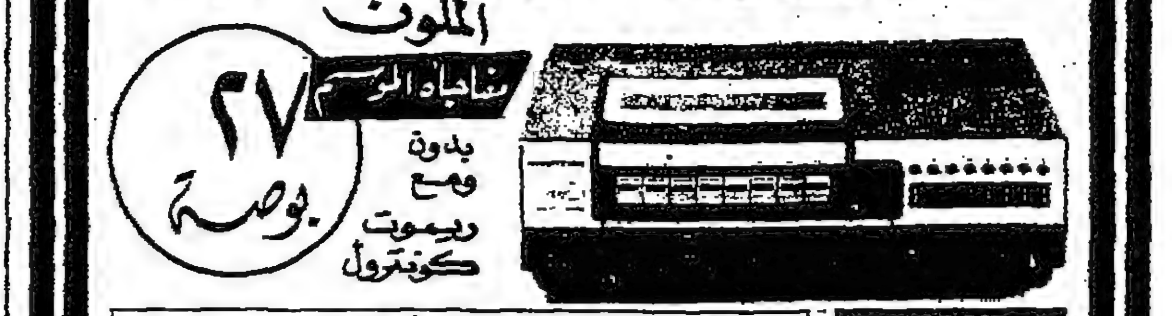 الملون
مفاجأة الموسم
٢٧
بوصة
بدون
ومع
ريموت
كونترول